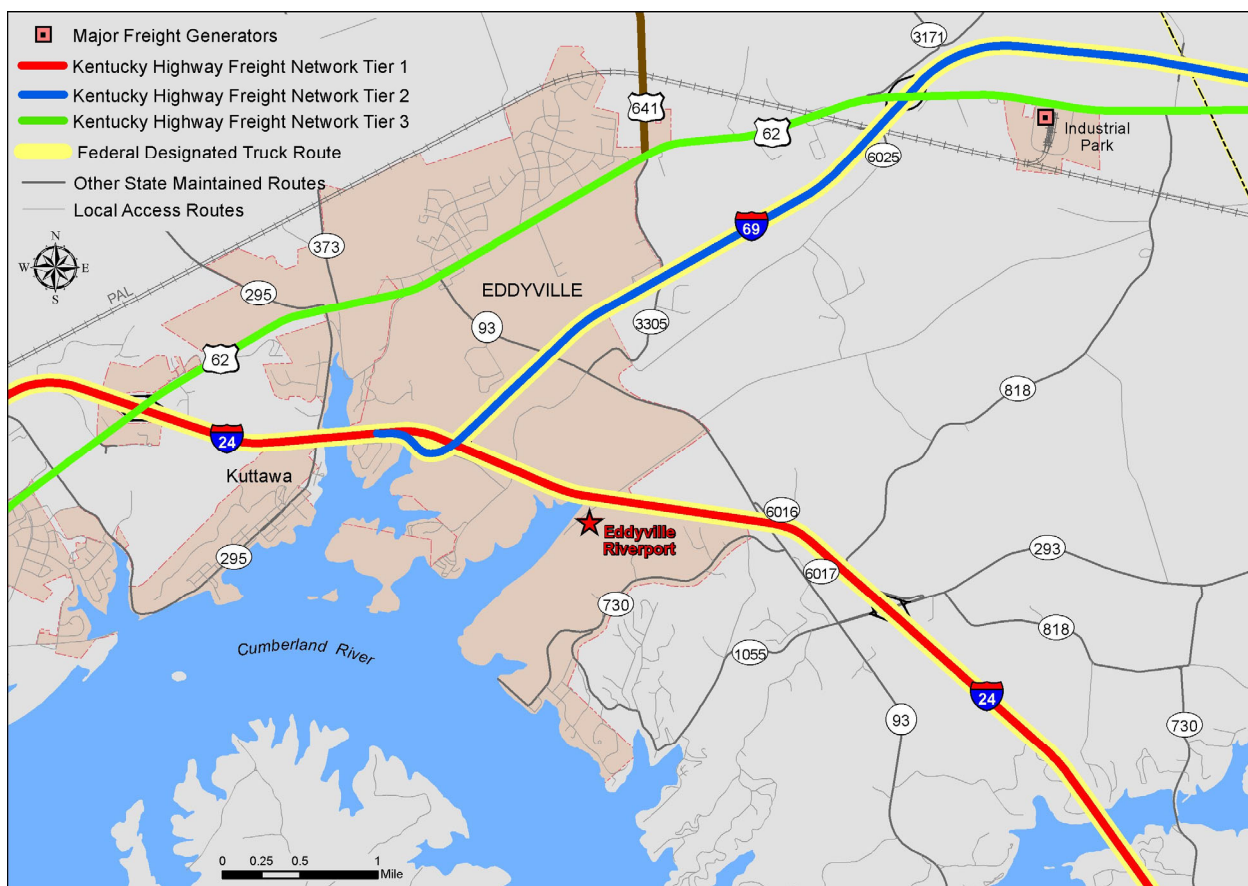 Major Freight Generators
Kentucky Highway Freight Network Tier 1
Kentucky Highway Freight Network Tier 2
Kentucky Highway Freight Network Tier 3
Federal Designated Truck Route
Other State Maintained Routes
Local Access Routes
N
W E
S
PAL
3171
641
62
6025
Industrial
Park
69
373
295
EDDYVILLE
93
3305
62
818
24
Kuttawa
295
Eddyville
Riverport
6016
6017
293
730
818
1055
Cumberland River
24
93
730
0 0.25 0.5 1
Mile